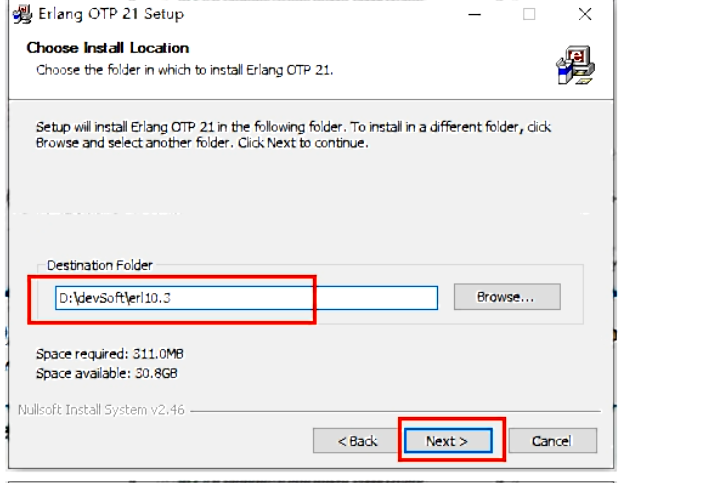 Erlang OTP 21 Setup
Choose Install Location
Choose the folder in which to install Erlang OTP 21.
Setup will install Erlang OTP 21 in the following folder. To install in a different folder, click
Browse and select another folder. Click Next to continue.
Destination Folder
D:\devSoft\erl10.3
Browse...
Space required: 311.0MB
Space available: 30.8GB
Nullsoft Install System v2.46
< Back
Next >
Cancel